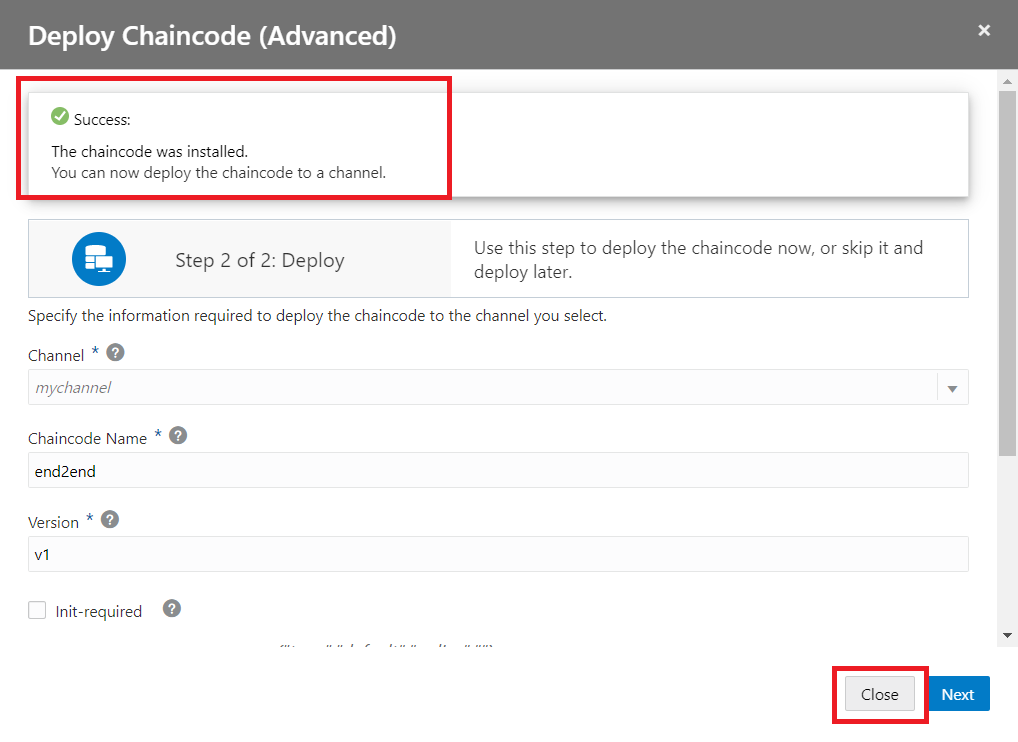 Deploy Chaincode (Advanced)
×
Success:
The chaincode was installed.
You can now deploy the chaincode to a channel.
Step 2 of 2: Deploy
Use this step to deploy the chaincode now, or skip it and
deploy later.
Specify the information required to deploy the chaincode to the channel you select.
Channel * ?
mychannel
Chaincode Name * ?
end2end
Version * ?
v1
Init-required ?
Close Next